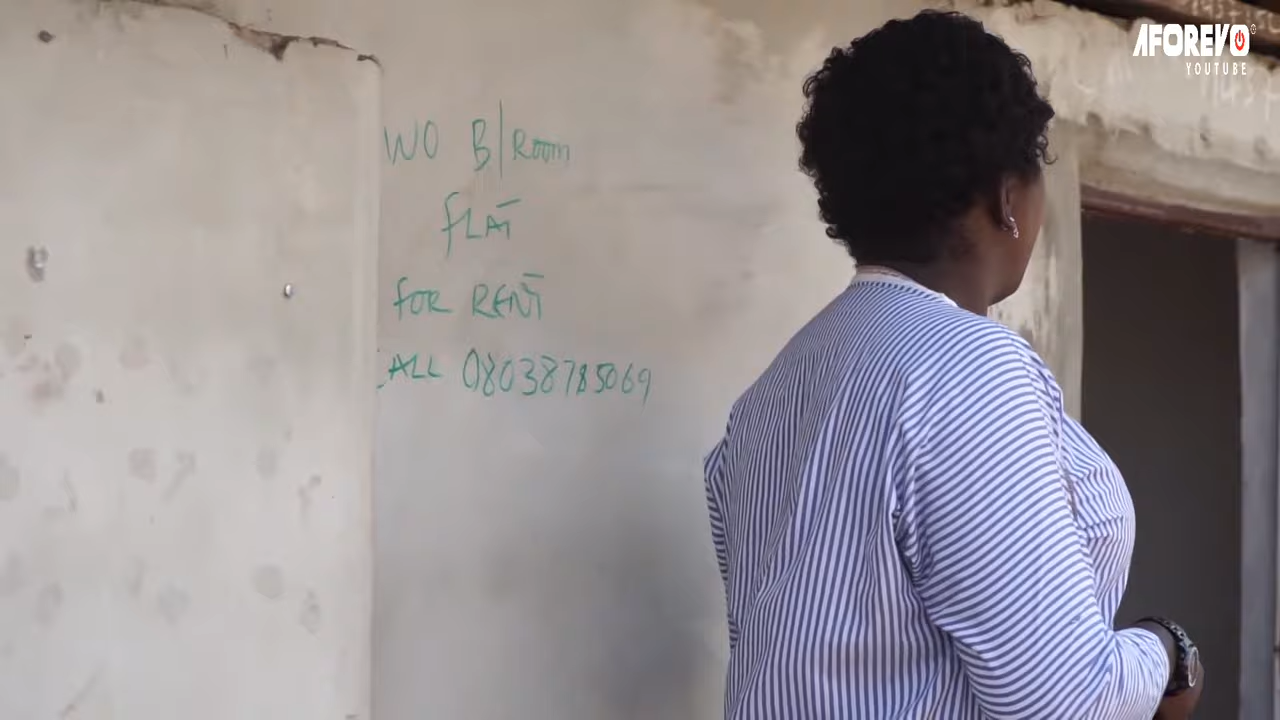 AFOREVO
YOUTUBE
WO B/Room
FLAT
FOR RENT
ALL 08038785069